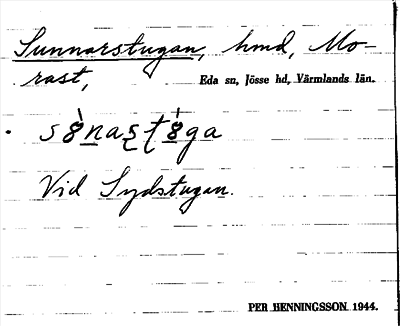 Sunnarstugan, hmd, Mo-
rast, Eda sn, Jösse hd, Värmlands län.
Vid Sydstugan.
PER HENNINGSSON 1944.